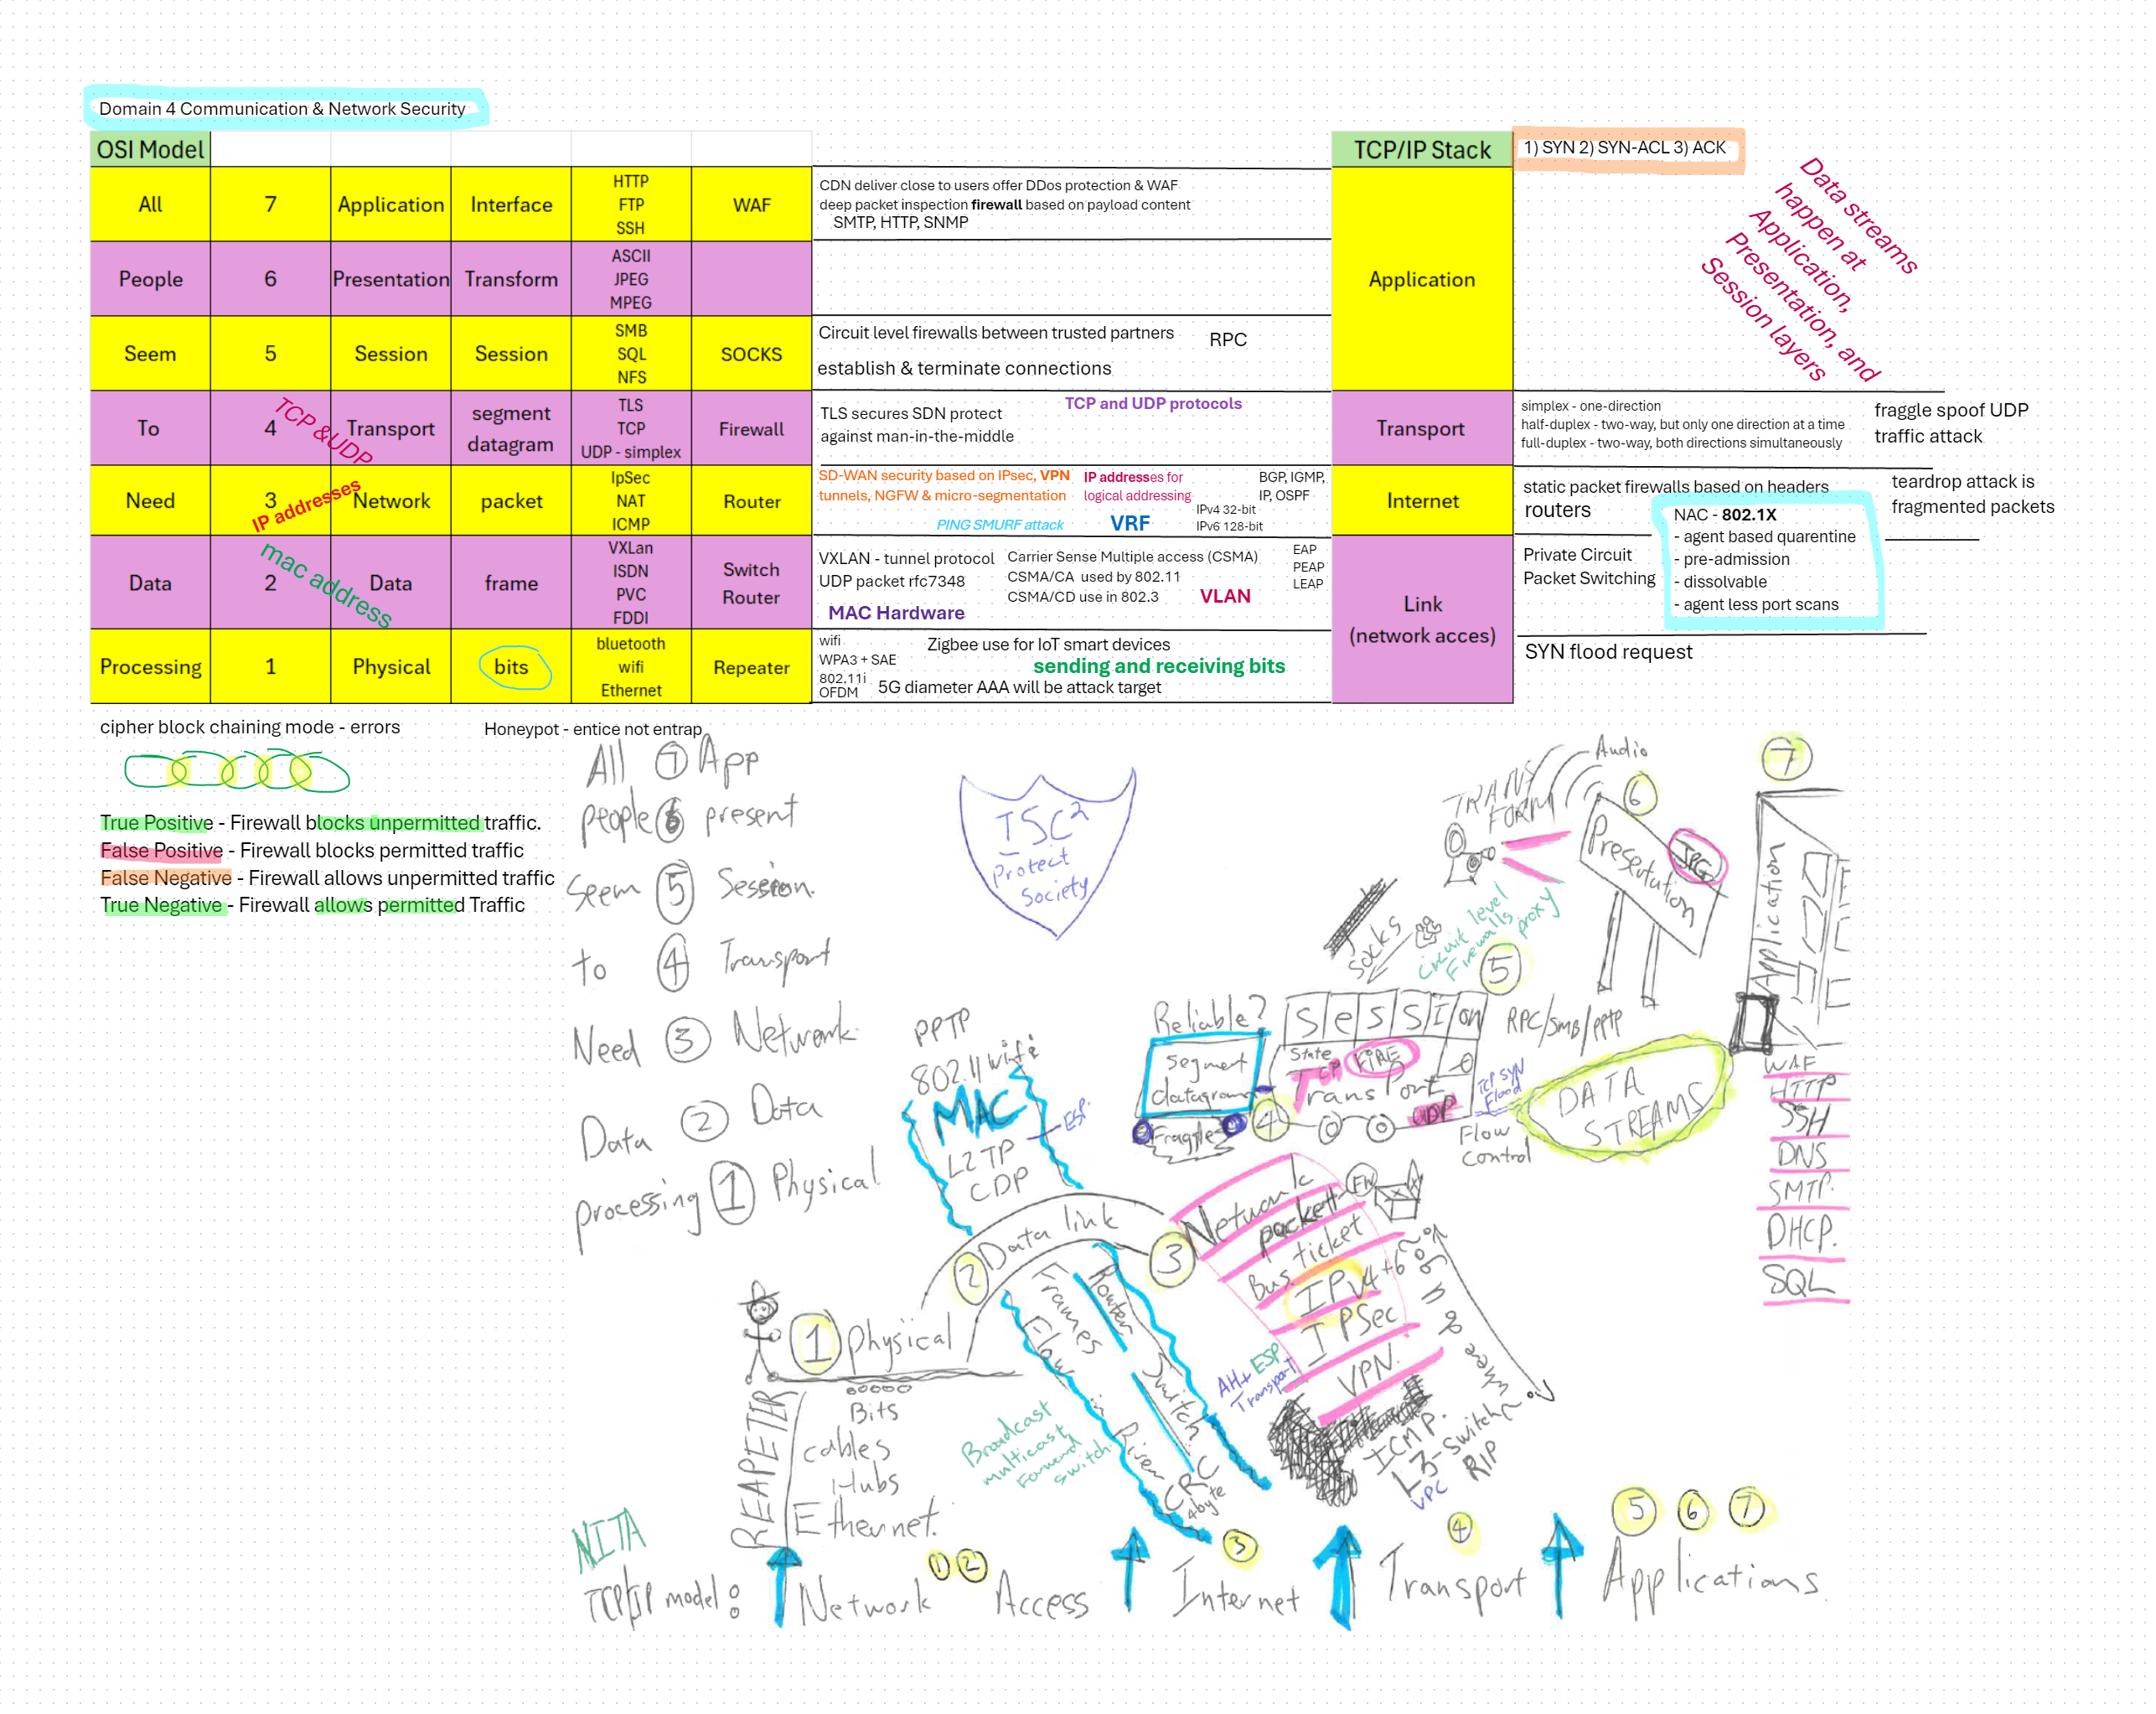 Domain 4 Communication & Network Security
OSI Model
All 7 Application Interface HTTP FTP SSH WAF
People 6 Presentation Transform ASCII JPEG MPEG
Seem 5 Session Session SMB SQL NFS SOCKS
To 4 Transport segment datagram TLS TCP UDP - simplex Firewall
TCP &UDP
Need 3 Network packet IpSec NAT ICMP Router
IP addresses
Data 2 Data frame VXLan ISDN PVC FDDI Switch Router
mac address
Processing 1 Physical bits bluetooth wifi Ethernet Repeater
CDN deliver close to users offer DDos protection & WAF
deep packet inspection firewall based on payload content
SMTP, HTTP, SNMP
Circuit level firewalls between trusted partners
RPC
establish & terminate connections
TLS secures SDN protect
against man-in-the-middle
TCP and UDP protocols
SD-WAN security based on IPsec, VPN
tunnels, NGFW & micro-segmentation
IP addresses for
logical addressing
BGP, IGMP,
IP, OSPF
PING SMURF attack
VRF
IPv4 32-bit
IPv6 128-bit
VXLAN - tunnel protocol
UDP packet rfc7348
MAC Hardware
Carrier Sense Multiple access (CSMA)
CSMA/CA used by 802.11
CSMA/CD use in 802.3
VLAN
EAP
PEAP
LEAP
wifi
WPA3 + SAE
802.11i
OFDM
Zigbee use for IoT smart devices
sending and receiving bits
5G diameter AAA will be attack target
TCP/IP Stack
Application
Transport
Internet
Link
(network acces)
1) SYN 2) SYN-ACL 3) ACK
Data streams
happen at
Application,
Presentation, and
Session layers
simplex - one-direction
half-duplex - two-way, but only one direction at a time
full-duplex - two-way, both directions simultaneously
fraggle spoof UDP
traffic attack
static packet firewalls based on headers
routers
teardrop attack is
fragmented packets
NAC - 802.1X
- agent based quarentine
- pre-admission
- dissolvable
- agent less port scans
Private Circuit
Packet Switching
SYN flood request
cipher block chaining mode - errors
Honeypot - entice not entrap
True Positive - Firewall blocks unpermitted traffic.
False Positive - Firewall blocks permitted traffic
False Negative - Firewall allows unpermitted traffic
True Negative - Firewall allows permitted Traffic
All 7 App
people 6 present
Seem 5 Session.
to 4 Transport
Need 3 Network
Data 2 Data
processing 1 Physical
ISC²
Protect
Society
TRANS
FORM
Audio
6
Presentation
JPG
7
Application
Socks
Circuit level
Firewalls proxy
5
Reliable?
Session
RPC/SMB/PPTP
Segment
datagram
State
TCP FIRE
Transport
UDP
4
Fraggle
TCP SYN
Flood
Flow
Control
DATA
STREAMS
WAF
HTTP
SSH
DNS
SMTP.
DHCP.
SQL
PPTP
802.11 wifi
MAC
ESP.
L2TP
CDP
2 Data link
3 Network
packet FW
Bus ticket
IPv4+6
IPSec
VPN.
AH+ESP
Transport
ICMP.
L3-Switch
VPC
RIP
Frames
Flow in
River
Router
Switch.
CRC
4byte
Broadcast
multicast
Forward
Switch
1 Physical
REAPETER
Bits
cables
Hubs
Ethernet.
NITA
TCP/IP model:
Network 1 2 Access
3 Internet
4 Transport
5 6 7 Applications.